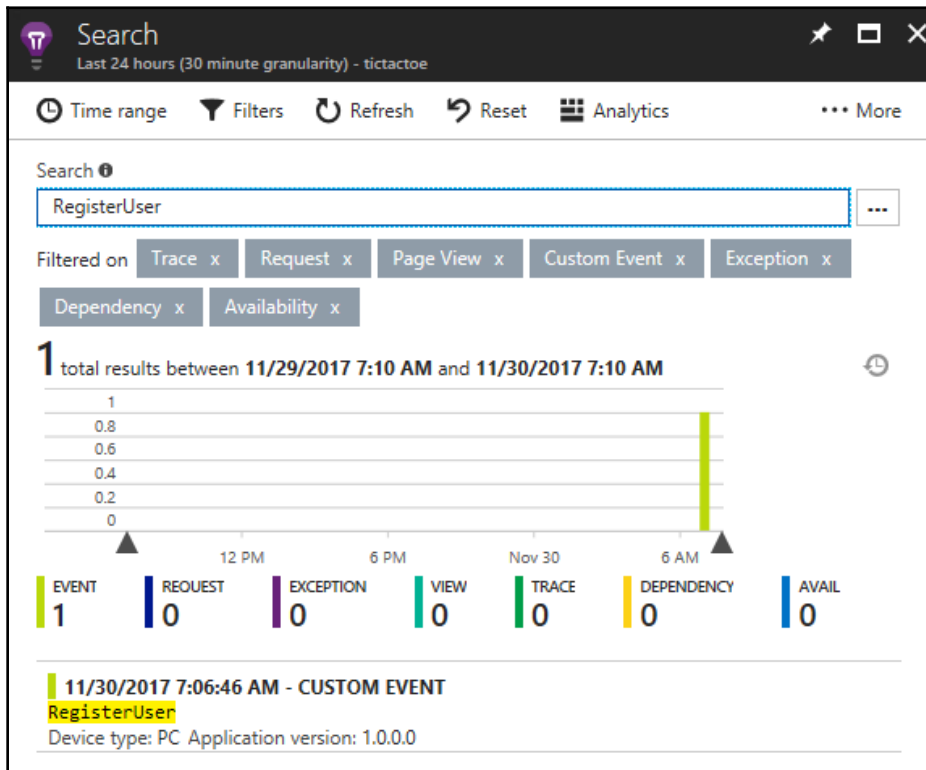 Search
Last 24 hours (30 minute granularity) - tictactoe
Time range Filters Refresh Reset Analytics ••• More
Search
RegisterUser ...
Filtered on Trace x Request x Page View x Custom Event x Exception x
Dependency x Availability x
1 total results between 11/29/2017 7:10 AM and 11/30/2017 7:10 AM
1
0.8
0.6
0.4
0.2
0
12 PM 6 PM Nov 30 6 AM
EVENT REQUEST EXCEPTION VIEW TRACE DEPENDENCY AVAIL
1 0 0 0 0 0 0
11/30/2017 7:06:46 AM - CUSTOM EVENT
RegisterUser
Device type: PC Application version: 1.0.0.0